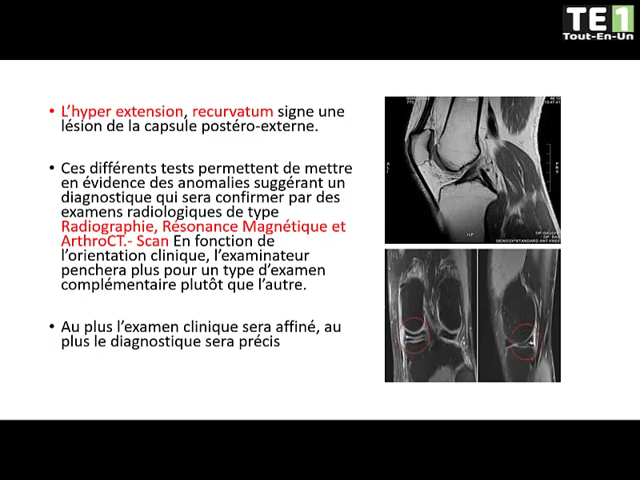 TE1
Tout-En-Un
• L'hyper extension, recurvatum signe une
lésion de la capsule postéro-externe.
• Ces différents tests permettent de mettre
en évidence des anomalies suggérant un
diagnostique qui sera confirmer par des
examens radiologiques de type
Radiographie, Résonance Magnétique et
ArthroCT.- Scan En fonction de
l'orientation clinique, l'examinateur
penchera plus pour un type d'examen
complémentaire plutôt que l'autre.
• Au plus l'examen clinique sera affiné, au
plus le diagnostique sera précis